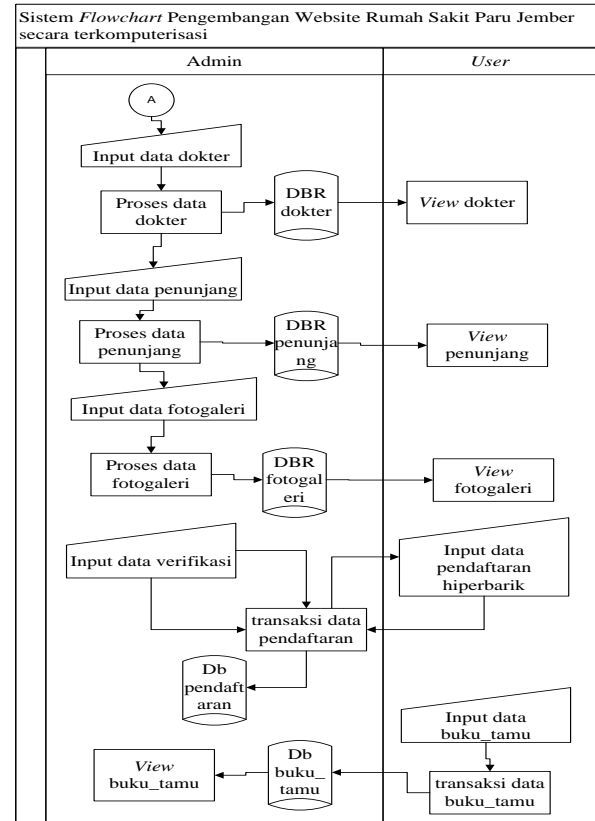 Sistem Flowchart Pengembangan Website Rumah Sakit Paru Jember
secara terkomputerisasi
Admin
User
A
Input data dokter
Proses data
dokter
DBR
dokter
View dokter
Input data penunjang
Proses data
penunjang
DBR
penunja
ng
View
penunjang
Input data fotogaleri
Proses data
fotogaleri
DBR
fotogal
eri
View
fotogaleri
Input data verifikasi
Input data
pendaftaran
hiperbarik
transaksi data
pendaftaran
Db
pendaft
aran
Input data
buku_tamu
View
buku_tamu
Db
buku_
tamu
transaksi data
buku_tamu